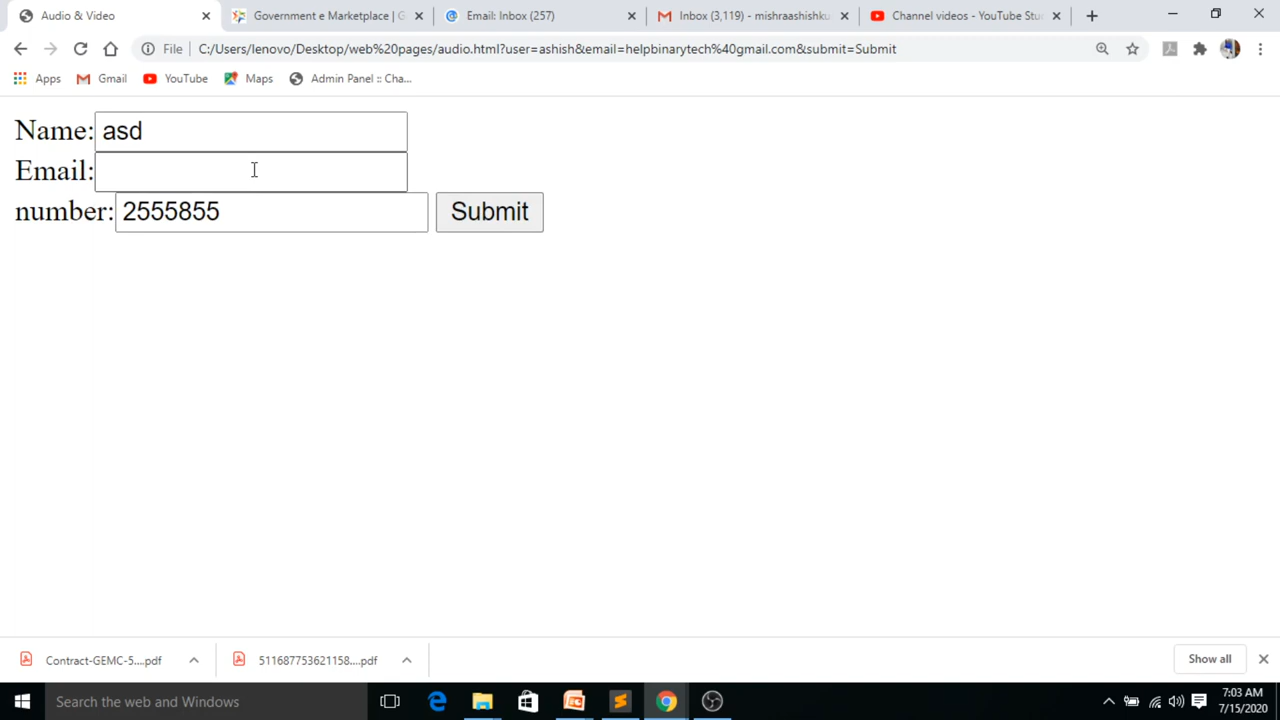 Audio & Video
Government e Marketplace | G
Email: Inbox (257)
Inbox (3,119) - mishraashishku
Channel videos - YouTube Stu
File
C:/Users/lenovo/Desktop/web%20pages/audio.html?user=ashish&email=helpbinarytech%40gmail.com&submit=Submit
Apps
Gmail
YouTube
Maps
Admin Panel :: Cha...
Name: asd
Email:
number: 2555855
Submit
Contract-GEMC-5....pdf
511687753621158....pdf
Show all
Search the web and Windows
7:03 AM
7/15/2020